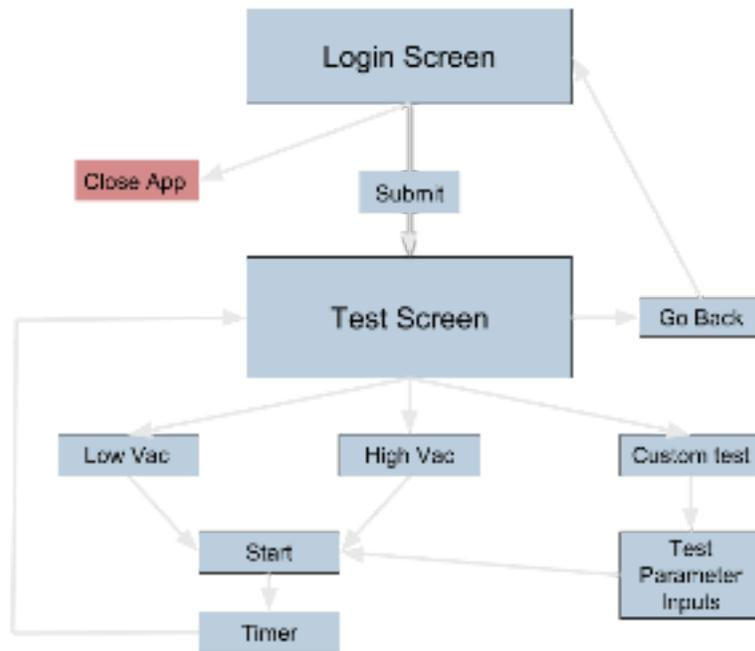 Login Screen
Close App
Submit
Test Screen
Go Back
Low Vac
High Vac
Custom test
Start
Test
Parameter
Inputs
Timer